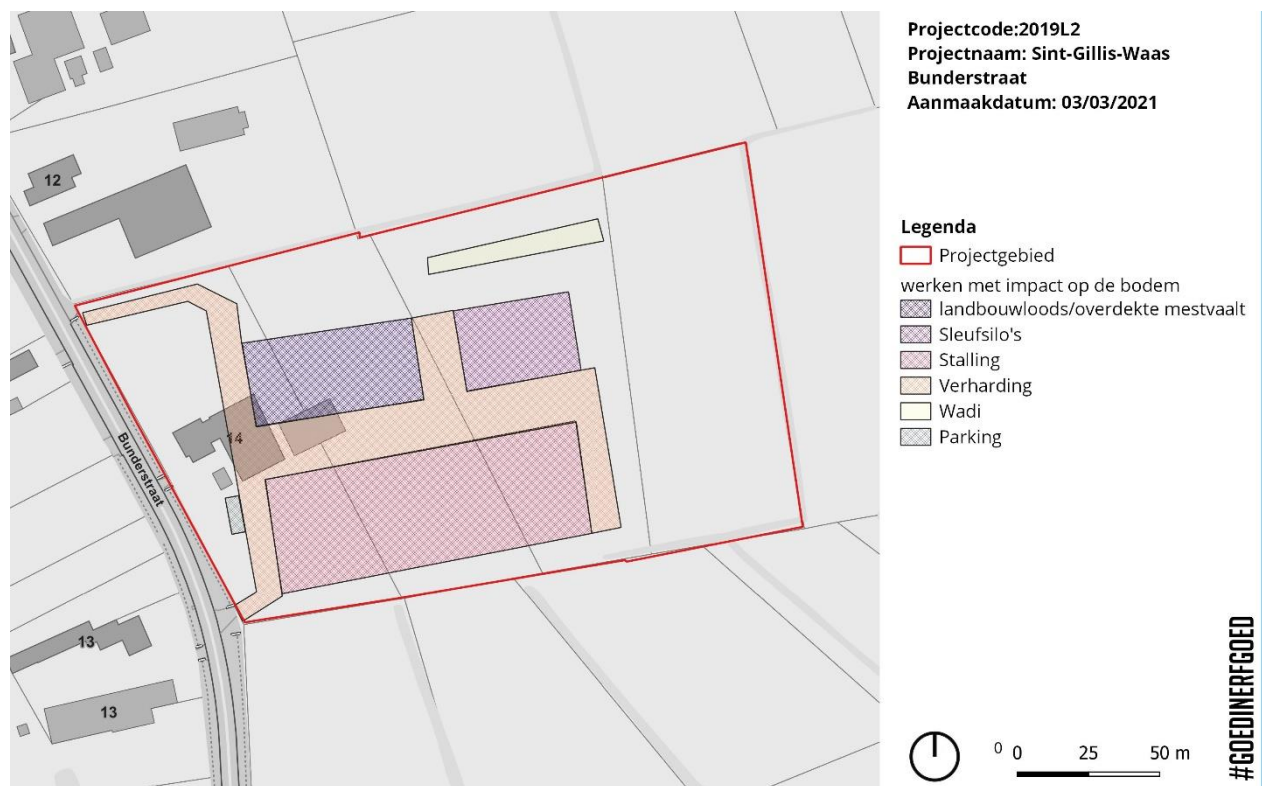 Projectcode:2019L2
Projectnaam: Sint-Gillis-Waas
Bunderstraat
Aanmaakdatum: 03/03/2021
Legenda
Projectgebied
werken met impact op de bodem
landbouwloods/overdekte mestvaalt
Sleufsilo's
Stalling
Verharding
Wadi
Parking
12
14
Bunderstraat
13
13
0 0 25 50 m
#GOEDINERFGOED